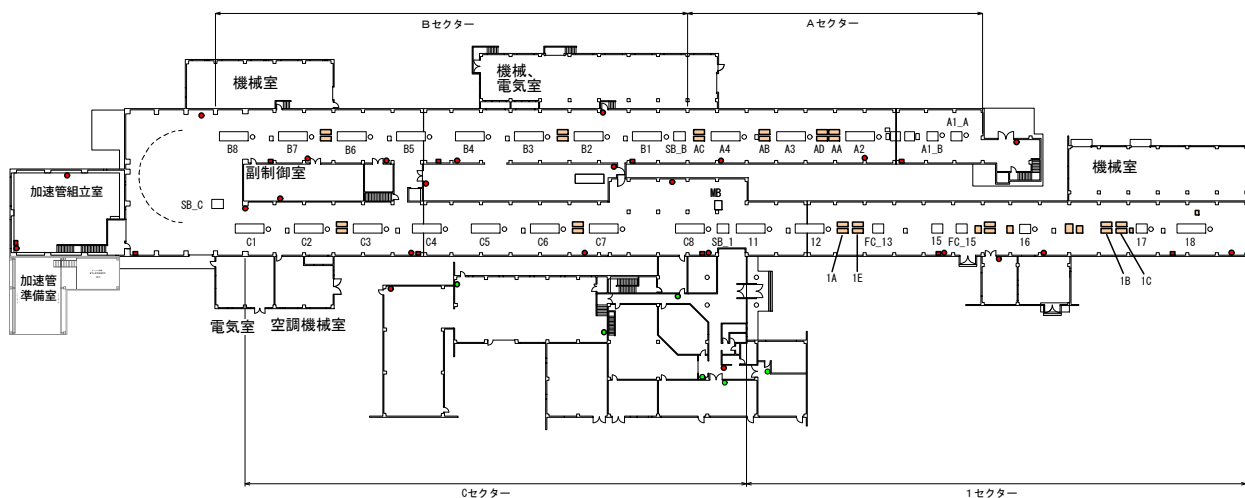 Bセクター
Aセクター
機械室
機械、
電気室
A1_A
B8
B7
B6
B5
B4
B3
B2
B1
SB_B
AC
A4
AB
A3
AD
AA
A2
A1_B
機械室
加速管組立室
副制御室
SB_C
MB
C1
C2
C3
C4
C5
C6
C7
C8
SB_1
11
12
FC_13
15
FC_15
16
17
18
1A
1E
1B
1C
加速管
準備室
電気室
空調機械室
Cセクター
1セクター